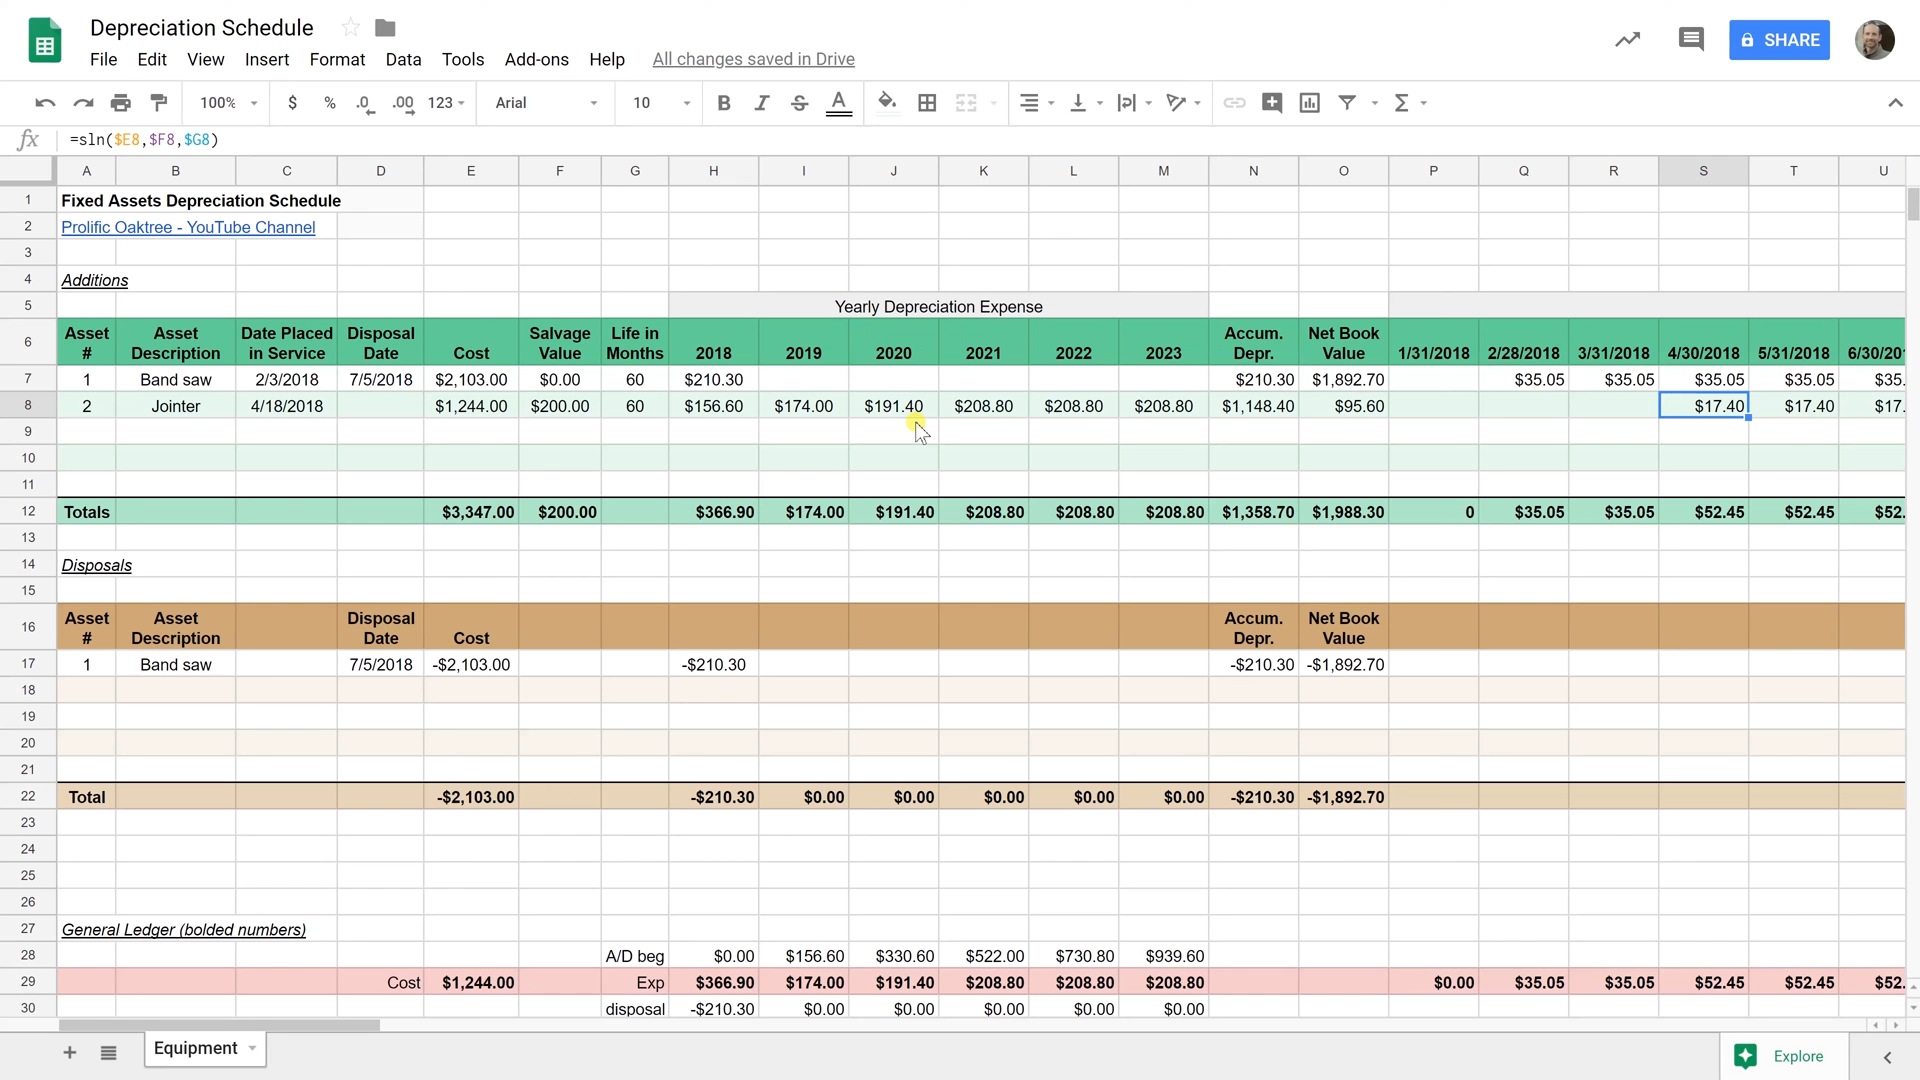 Depreciation Schedule
File Edit View Insert Format Data Tools Add-ons Help All changes saved in Drive
SHARE
100% $ % .0 .00 123 Arial 10 B I S A Σ
fx =sln($E8,$F8,$G8)
A B C D E F G H I J K L M N O P Q R S T U
1 Fixed Assets Depreciation Schedule
2 Prolific Oaktree - YouTube Channel
3
4 Additions
5 Yearly Depreciation Expense
6 Asset # Asset Description Date Placed in Service Disposal Date Cost Salvage Value Life in Months 2018 2019 2020 2021 2022 2023 Accum. Depr. Net Book Value 1/31/2018 2/28/2018 3/31/2018 4/30/2018 5/31/2018 6/30/20
7 1 Band saw 2/3/2018 7/5/2018 $2,103.00 $0.00 60 $210.30 $210.30 $1,892.70 $35.05 $35.05 $35.05 $35.05 $35.
8 2 Jointer 4/18/2018 $1,244.00 $200.00 60 $156.60 $174.00 $191.40 $208.80 $208.80 $208.80 $1,148.40 $95.60 $17.40 $17.40 $17.
9
10
11
12 Totals $3,347.00 $200.00 $366.90 $174.00 $191.40 $208.80 $208.80 $208.80 $1,358.70 $1,988.30 0 $35.05 $35.05 $52.45 $52.45 $52.
13
14 Disposals
15
16 Asset # Asset Description Disposal Date Cost Accum. Depr. Net Book Value
17 1 Band saw 7/5/2018 -$2,103.00 -$210.30 -$210.30 -$1,892.70
18
19
20
21
22 Total -$2,103.00 -$210.30 $0.00 $0.00 $0.00 $0.00 $0.00 -$210.30 -$1,892.70
23
24
25
26
27 General Ledger (bolded numbers)
28 A/D beg $0.00 $156.60 $330.60 $522.00 $730.80 $939.60
29 Cost $1,244.00 Exp $366.90 $174.00 $191.40 $208.80 $208.80 $208.80 $0.00 $35.05 $35.05 $52.45 $52.45 $52.
30 disposal -$210.30 $0.00 $0.00 $0.00 $0.00 $0.00
Equipment
Explore